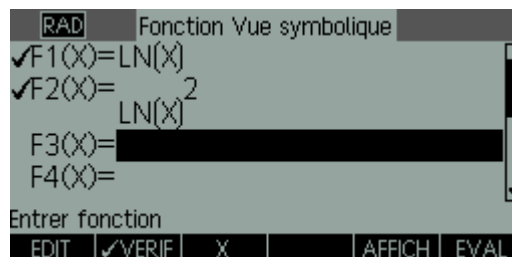 RAD Fonction Vue symbolique
✓F1(X)=LN(X)
✓F2(X)=LN(X)²
F3(X)=
F4(X)=
Entrer fonction
EDIT ✓VERIF X AFFICH EVAL